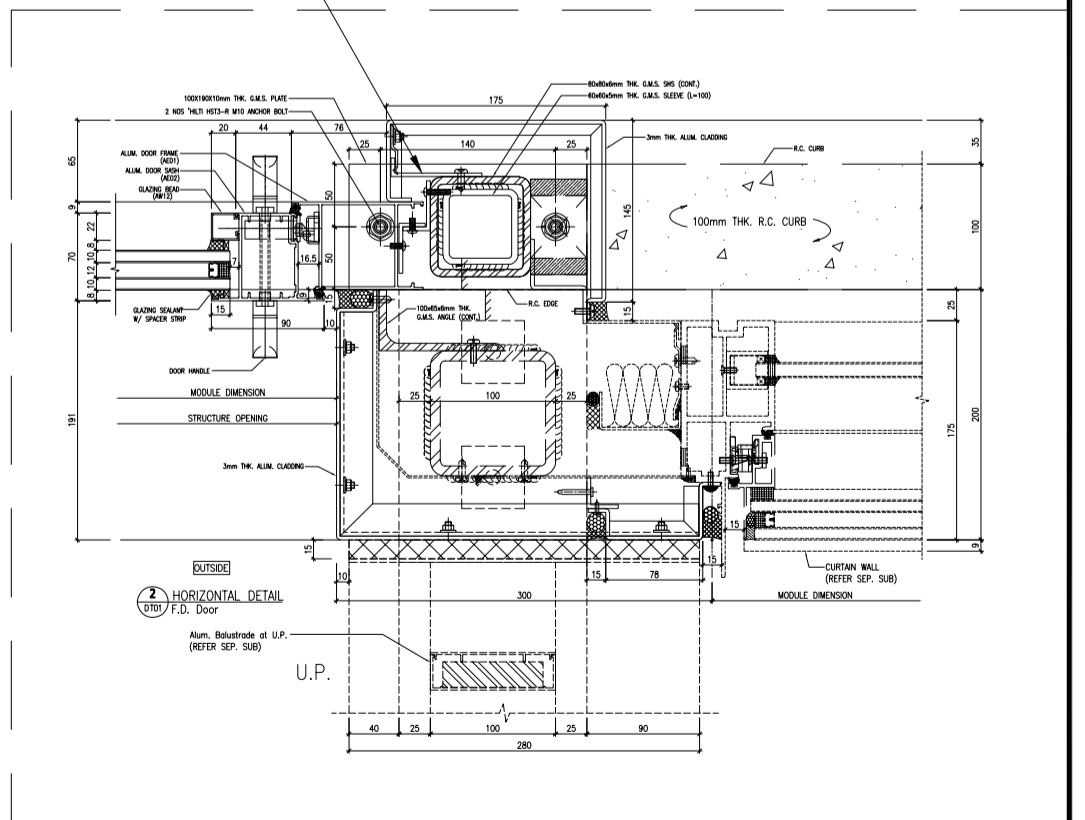 80x80x6mm THK. G.M.S. SHS (CONT.)
60x60x5mm THK. G.M.S. SLEEVE (L=100)
100X190X10mm THK. G.M.S. PLATE
2 NOS 'HILTI HST3-R M10 ANCHOR BOLT
175
3mm THK. ALUM. CLADDING
R.C. CURB
20
44
76
25
140
25
35
65
ALUM. DOOR FRAME
(AED1)
ALUM. DOOR SASH
(AED2)
GLAZING BEAD
(AW12)
50
145
100mm THK. R.C. CURB
100
9
22
70
8
10
12
10
8
7
16.5
50
9
15
15
GLAZING SEALANT
W/ SPACER STRIP
15
90
10
100x65x6mm THK.
G.M.S. ANGLE (CONT.)
R.C. EDGE
15
25
DOOR HANDLE
MODULE DIMENSION
STRUCTURE OPENING
25
100
25
191
200
175
3mm THK. ALUM. CLADDING
15
15
9
OUTSIDE
15
10
15
78
15
CURTAIN WALL
(REFER SEP. SUB)
2
DT01
HORIZONTAL DETAIL
F.D. Door
300
MODULE DIMENSION
Alum. Balustrade at U.P.
(REFER SEP. SUB)
U.P.
40
25
100
25
90
280